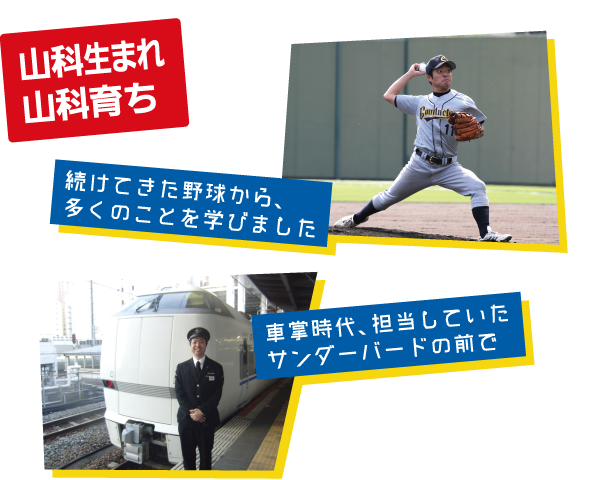 山科生まれ
山科育ち
続けてきた野球から、
多くのことを学びました
車掌時代、担当していた
サンダーバードの前で